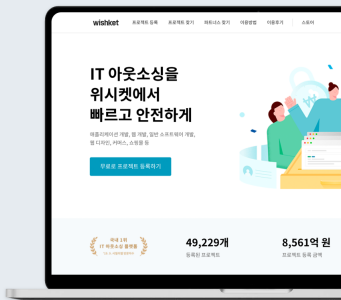 wishket 프로젝트 등록 프로젝트 찾기 파트너스 찾기 이용방법 이용후기 스토어
IT 아웃소싱을
위시켓에서
빠르고 안전하게
애플리케이션 개발, 웹 개발, 일반 소프트웨어 개발,
웹 디자인, 커머스, 쇼핑몰 등
무료로 프로젝트 등록하기
국내 1위
IT 아웃소싱 플랫폼
49,229개
등록된 프로젝트
8,561억 원
프로젝트 등록 금액